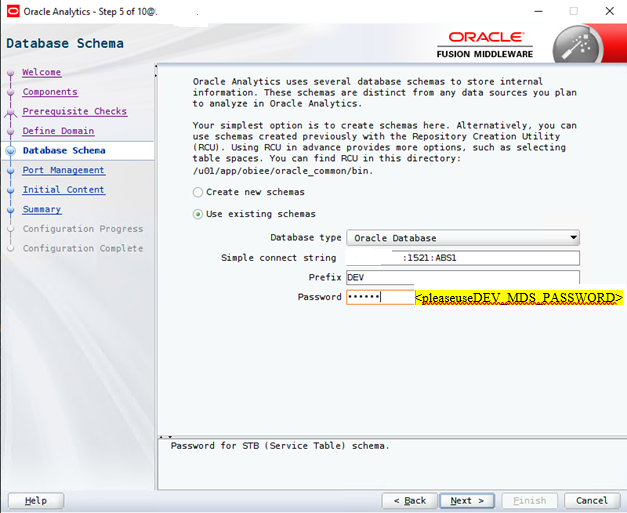 Oracle Analytics - Step 5 of 10@.
Database Schema
ORACLE
FUSION MIDDLEWARE
Welcome
Components
Prerequisite Checks
Define Domain
Database Schema
Port Management
Initial Content
Summary
Configuration Progress
Configuration Complete
Oracle Analytics uses several database schemas to store internal
information. These schemas are distinct from any data sources you plan
to analyze in Oracle Analytics.
Your simplest option is to create schemas here. Alternatively, you can
use schemas created previously with the Repository Creation Utility
(RCU). Using RCU in advance provides more options, such as selecting
table spaces. You can find RCU in this directory:
/u01/app/obiee/oracle_common/bin.
Create new schemas
Use existing schemas
Database type Oracle Database
Simple connect string :1521:ABS1
Prefix DEV
Password •••••• <pleaseuseDEV_MDS_PASSWORD>
Password for STB (Service Table) schema.
Help < Back Next > Finish Cancel